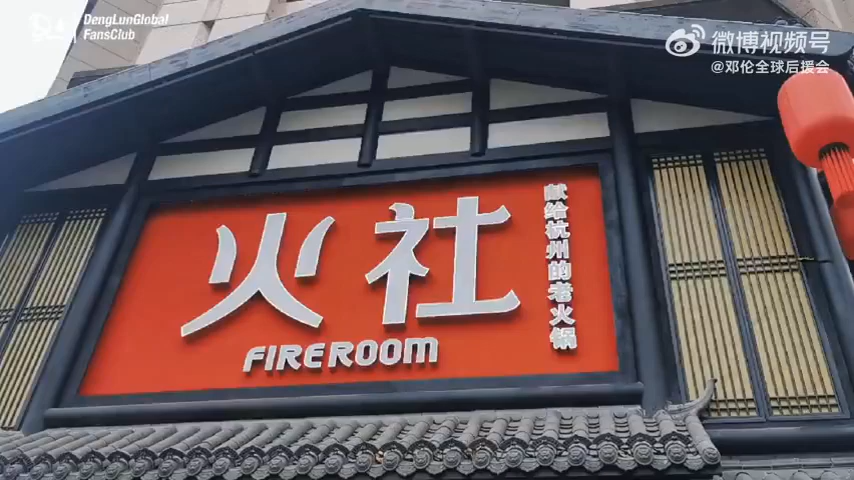 DengLunGlobal
FansClub
微博视频号
@邓伦全球后援会
火社
FIREROOM
献给杭州的老火锅